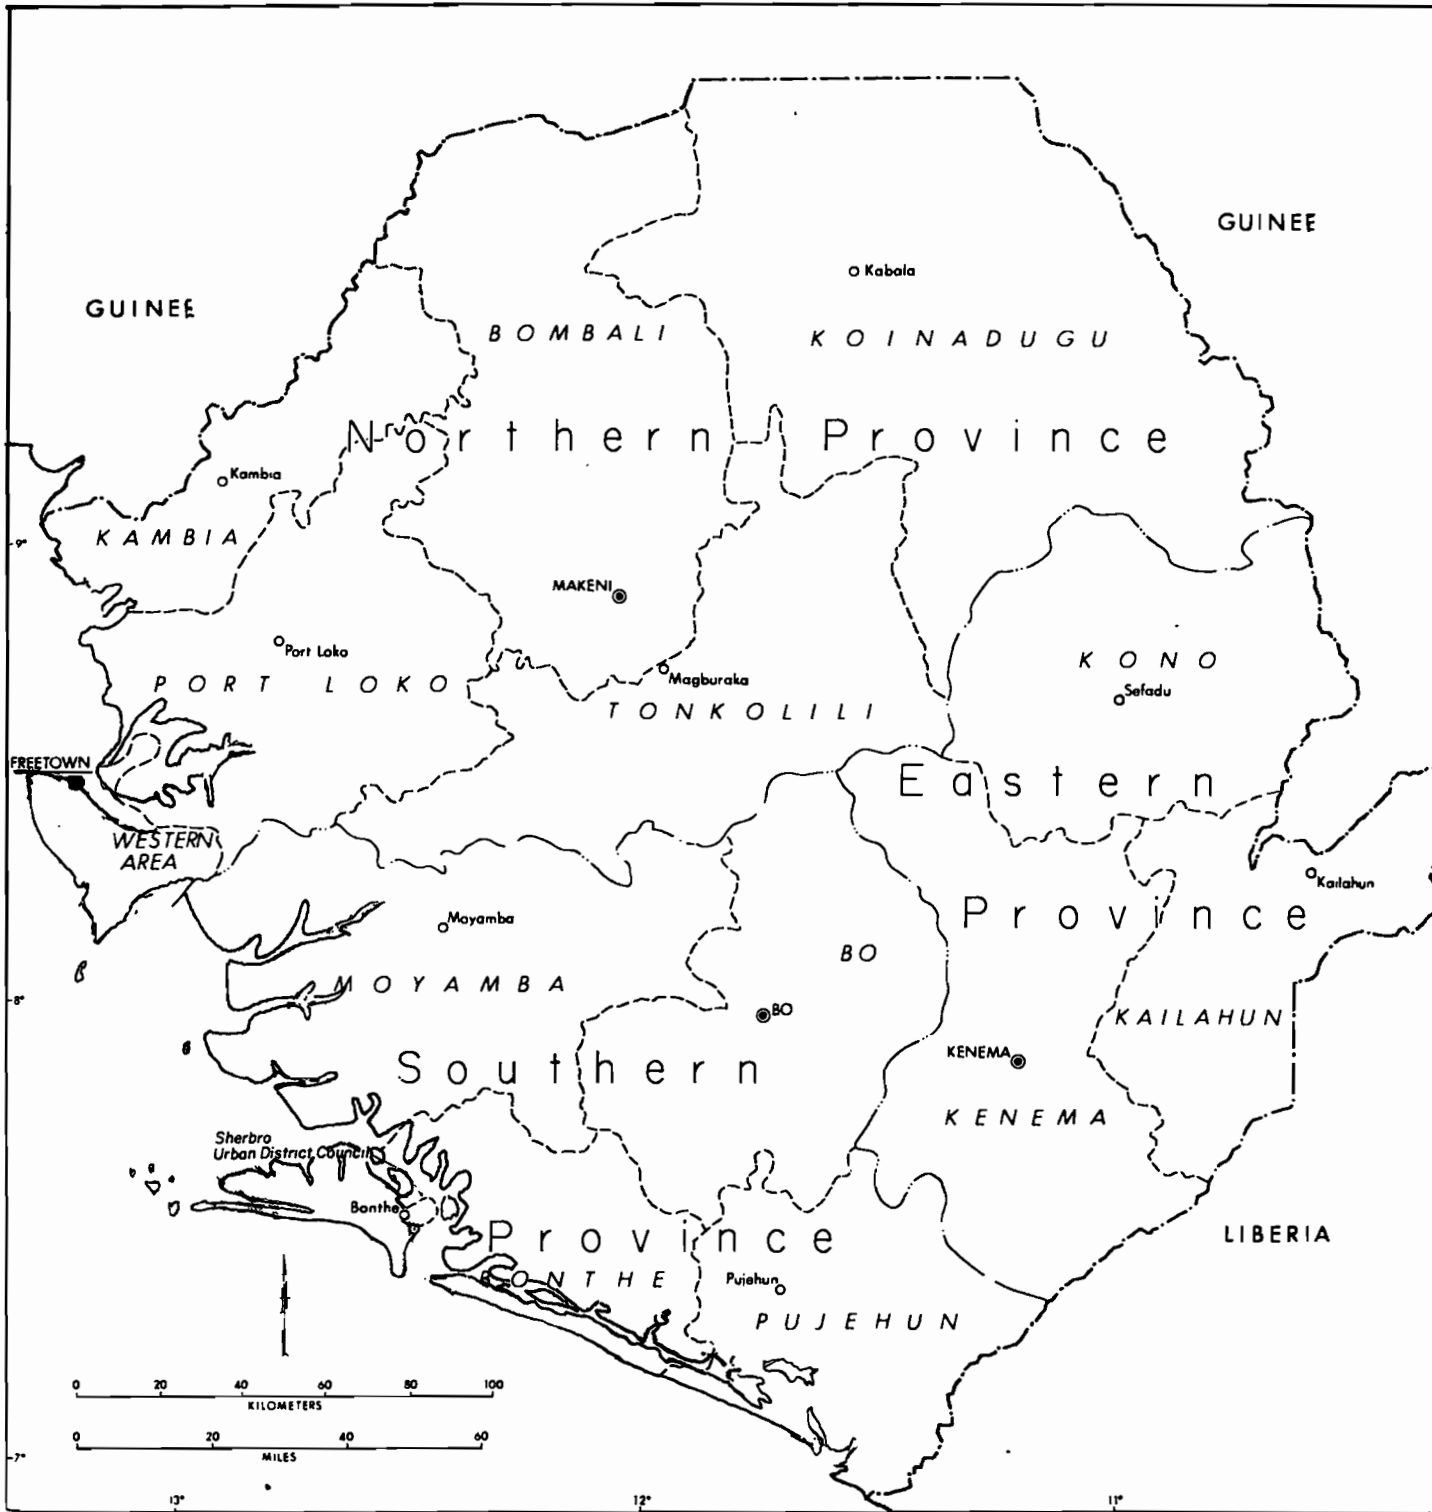 GUINEE
Kabala
GUINEE
BOMBALI
KOINADUGU
Northern Province
Kambia
KAMBIA
9°
MAKENI
Port Loko
KONO
Magburaka
PORT LOKO
Sefadu
TONKOLILI
FREETOWN
Eastern
WESTERN
AREA
Kailahun
Moyamba
Province
BO
MOYAMBA
8°
BO
KAILAHUN
KENEMA
Southern
KENEMA
Sherbro
Urban District Council
Bonthe
Province
LIBERIA
BONTHE
Pujehun
PUJEHUN
0 20 40 60 80 100
KILOMETERS
0 20 40 60
MILES
7°
13° 12° 11°